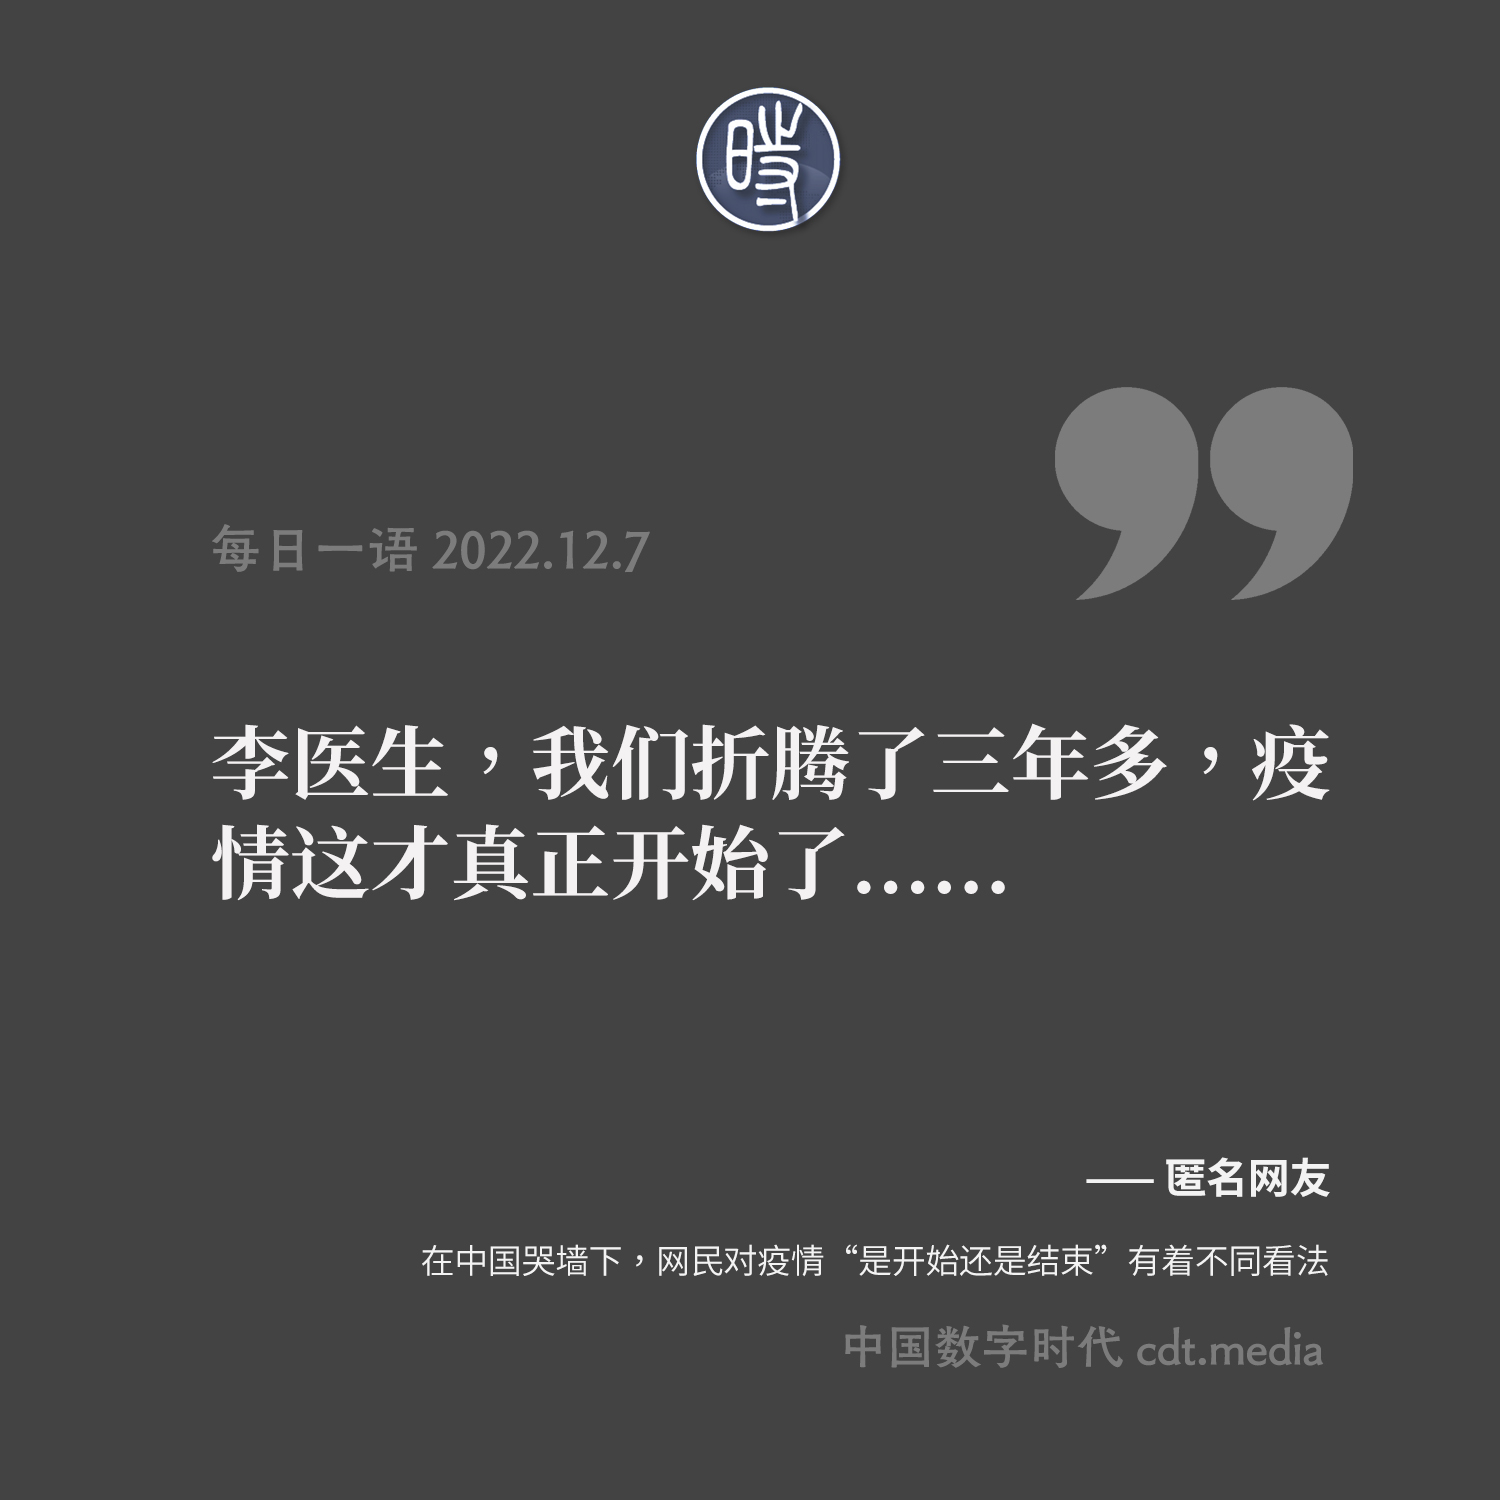 時
每日一语 2022.12.7
李医生，我们折腾了三年多，疫
情这才真正开始了……
—— 匿名网友
在中国哭墙下，网民对疫情“是开始还是结束”有着不同看法
中国数字时代 cdt.media